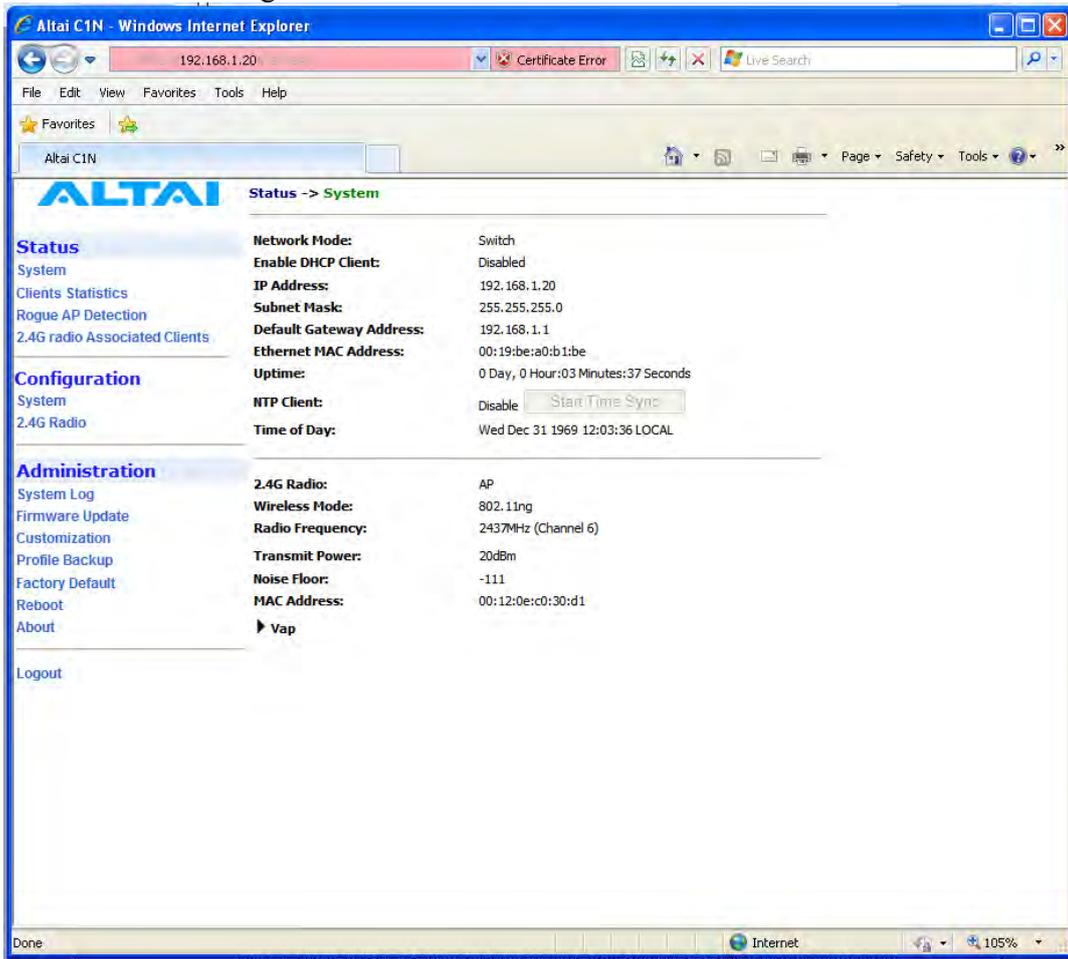 Altai C1N - Windows Internet Explorer
192.168.1.20
Certificate Error
Live Search
File Edit View Favorites Tools Help
Favorites
Altai C1N
Page Safety Tools
ALTAI
Status -> System
Status
System
Clients Statistics
Rogue AP Detection
2.4G radio Associated Clients
Configuration
System
2.4G Radio
Administration
System Log
Firmware Update
Customization
Profile Backup
Factory Default
Reboot
About
Logout
Network Mode: Switch
Enable DHCP Client: Disabled
IP Address: 192.168.1.20
Subnet Mask: 255.255.255.0
Default Gateway Address: 192.168.1.1
Ethernet MAC Address: 00:19:be:a0:b1:be
Uptime: 0 Day, 0 Hour:03 Minutes:37 Seconds
NTP Client: Disable Start Time Sync
Time of Day: Wed Dec 31 1969 12:03:36 LOCAL
2.4G Radio: AP
Wireless Mode: 802.11ng
Radio Frequency: 2437MHz (Channel 6)
Transmit Power: 20dBm
Noise Floor: -111
MAC Address: 00:12:0e:c0:30:d1
Vap
Done Internet 105%